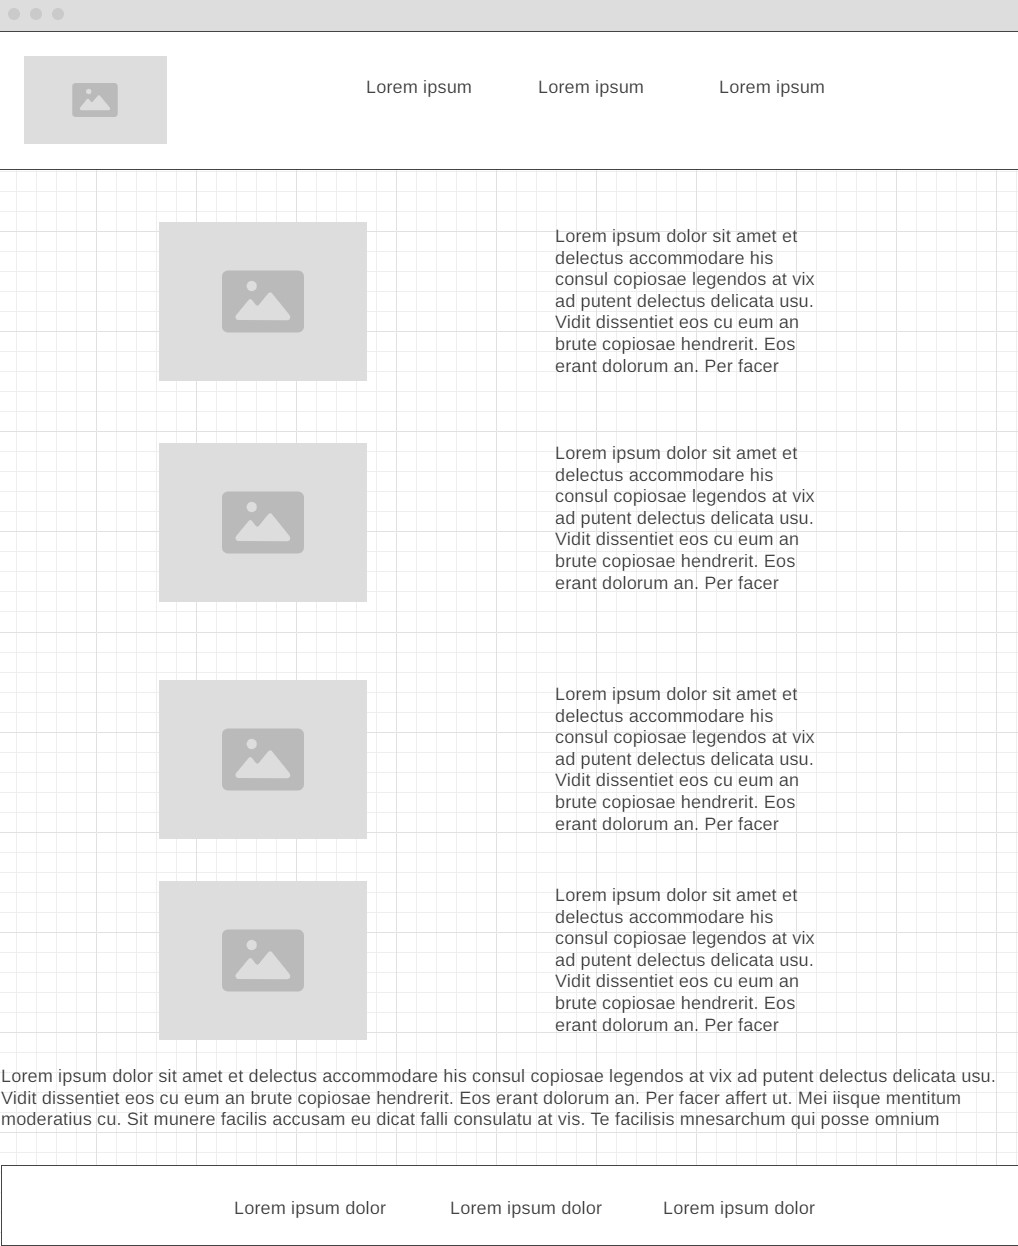 Lorem ipsum
Lorem ipsum
Lorem ipsum
Lorem ipsum dolor sit amet et
delectus accommodare his
consul copiosae legendos at vix
ad putent delectus delicata usu.
Vidit dissentiet eos cu eum an
brute copiosae hendrerit. Eos
erant dolorum an. Per facer
Lorem ipsum dolor sit amet et
delectus accommodare his
consul copiosae legendos at vix
ad putent delectus delicata usu.
Vidit dissentiet eos cu eum an
brute copiosae hendrerit. Eos
erant dolorum an. Per facer
Lorem ipsum dolor sit amet et
delectus accommodare his
consul copiosae legendos at vix
ad putent delectus delicata usu.
Vidit dissentiet eos cu eum an
brute copiosae hendrerit. Eos
erant dolorum an. Per facer
Lorem ipsum dolor sit amet et
delectus accommodare his
consul copiosae legendos at vix
ad putent delectus delicata usu.
Vidit dissentiet eos cu eum an
brute copiosae hendrerit. Eos
erant dolorum an. Per facer
Lorem ipsum dolor sit amet et delectus accommodare his consul copiosae legendos at vix ad putent delectus delicata usu.
Vidit dissentiet eos cu eum an brute copiosae hendrerit. Eos erant dolorum an. Per facer affert ut. Mei iisque mentitum
moderatius cu. Sit munere facilis accusam eu dicat falli consulatu at vis. Te facilisis mnesarchum qui posse omnium
Lorem ipsum dolor
Lorem ipsum dolor
Lorem ipsum dolor